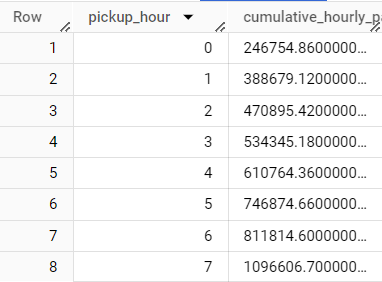 Row pickup_hour cumulative_hourly_pa
1 0 246754.8600000...
2 1 388679.1200000...
3 2 470895.4200000...
4 3 534345.1800000...
5 4 610764.3600000...
6 5 746874.6600000...
7 6 811814.6000000...
8 7 1096606.700000...